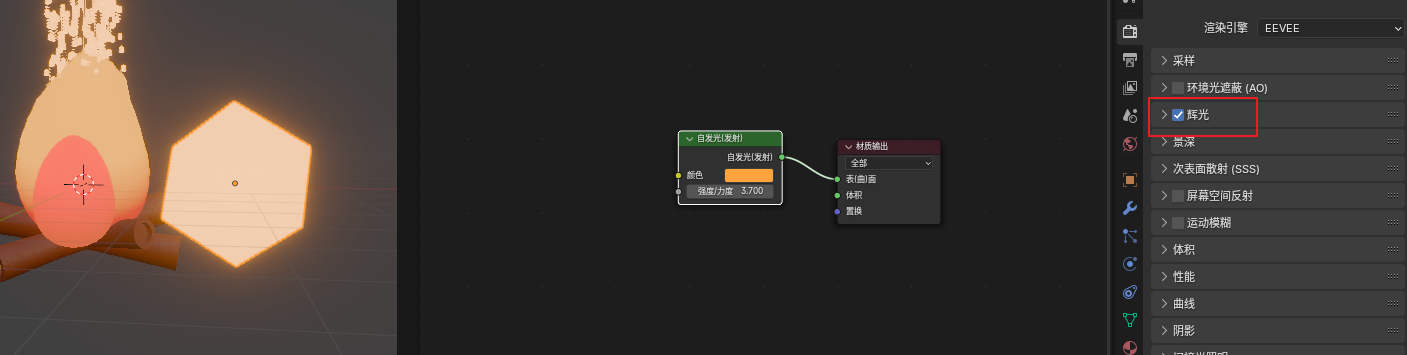 渲染引擎 EEVEE
采样
环境光遮蔽 (AO)
辉光
景深
次表面散射 (SSS)
屏幕空间反射
运动模糊
体积
性能
曲线
阴影
自发光(发射)
自发光(发射)
颜色
强度/力度 3.700
材质输出
全部
表(曲)面
体积
置换